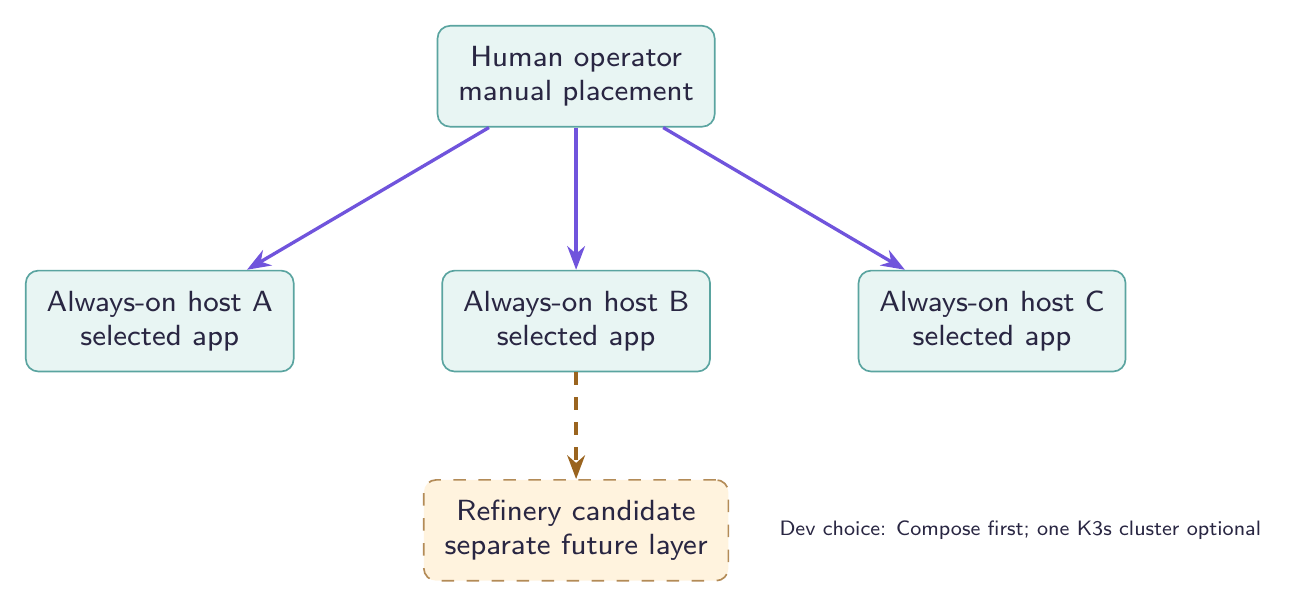 Human operator
manual placement
Always-on host A
selected app
Always-on host B
selected app
Always-on host C
selected app
Refinery candidate
separate future layer
Dev choice: Compose first; one K3s cluster optional